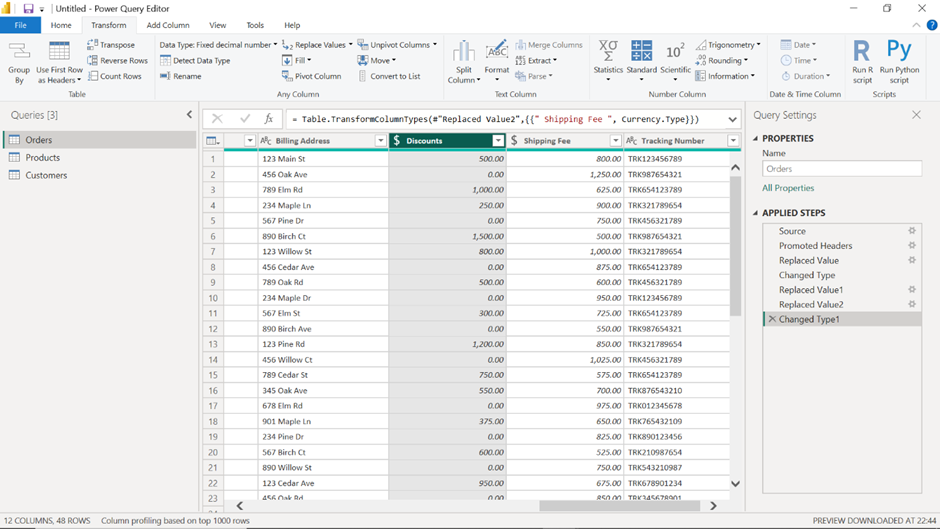 Untitled - Power Query Editor
File Home Transform Add Column View Tools Help
Group By
Use First Row as Headers
Transpose
Reverse Rows
Count Rows
Table
Data Type: Fixed decimal number
Detect Data Type
Rename
1 2 Replace Values
Fill
Pivot Column
Unpivot Columns
Move
Convert to List
Any Column
Split Column
ABC
Format
Merge Columns
ABC 123 Extract
Parse
Text Column
XΣ σ
Statistics
Standard
10²
Scientific
Trigonometry
.00 Rounding
Information
Number Column
Date
Time
Duration
Date & Time Column
R
Run R script
Py
Run Python script
Scripts
Queries [3]
Orders
Products
Customers
fx = Table.TransformColumnTypes(#"Replaced Value2",{{" Shipping Fee ", Currency.Type}})
ABC Billing Address $ Discounts $ Shipping Fee ABC Tracking Number
1 123 Main St 500.00 800.00 TRK123456789
2 456 Oak Ave 0.00 1,250.00 TRK987654321
3 789 Elm Rd 1,000.00 625.00 TRK654123789
4 234 Maple Ln 250.00 900.00 TRK321789654
5 567 Pine Dr 0.00 750.00 TRK456321789
6 890 Birch Ct 1,500.00 500.00 TRK987654321
7 123 Willow St 800.00 1,000.00 TRK321789654
8 456 Cedar Ave 0.00 875.00 TRK654123789
9 789 Oak Rd 500.00 600.00 TRK456321789
10 234 Maple Dr 0.00 950.00 TRK123456789
11 567 Elm St 300.00 725.00 TRK654123789
12 890 Birch Ave 0.00 550.00 TRK987654321
13 123 Pine Rd 1,200.00 850.00 TRK321789654
14 456 Willow Ct 0.00 1,025.00 TRK456321789
15 789 Cedar St 750.00 575.00 TRK654123789
16 345 Oak Ave 550.00 700.00 TRK876543210
17 678 Elm Rd 0.00 975.00 TRK012345678
18 901 Maple Ln 375.00 650.00 TRK765432109
19 234 Pine Dr 0.00 825.00 TRK890123456
20 567 Birch Ct 600.00 525.00 TRK210987654
21 890 Willow St 0.00 750.00 TRK543210987
22 123 Cedar Ave 950.00 675.00 TRK678901234
23 456 Oak Rd 0.00 850.00 TRK345678901
Query Settings
PROPERTIES
Name
Orders
All Properties
APPLIED STEPS
Source
Promoted Headers
Replaced Value
Changed Type
Replaced Value1
Replaced Value2
Changed Type1
12 COLUMNS, 48 ROWS Column profiling based on top 1000 rows PREVIEW DOWNLOADED AT 22:44